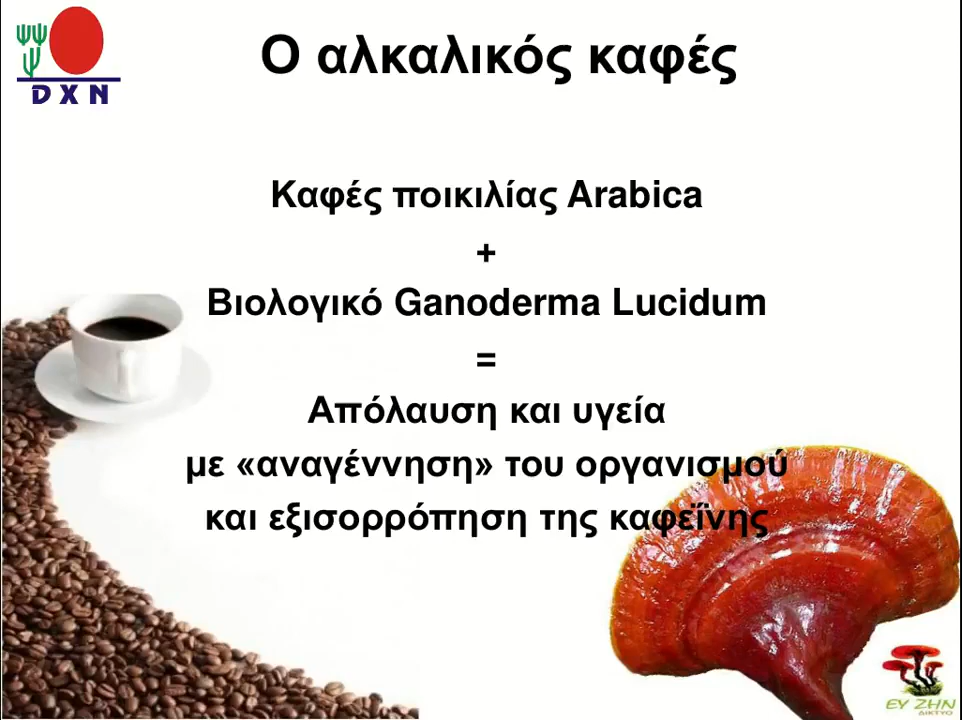 DXN
Ο αλκαλικός καφές
Καφές ποικιλίας Arabica
+
Βιολογικό Ganoderma Lucidum
=
Απόλαυση και υγεία
με «αναγέννηση» του οργανισμού
και εξισορρόπηση της καφεΐνης
ΕΥ ΖΗΝ
ΔΙΚΤΥΟ